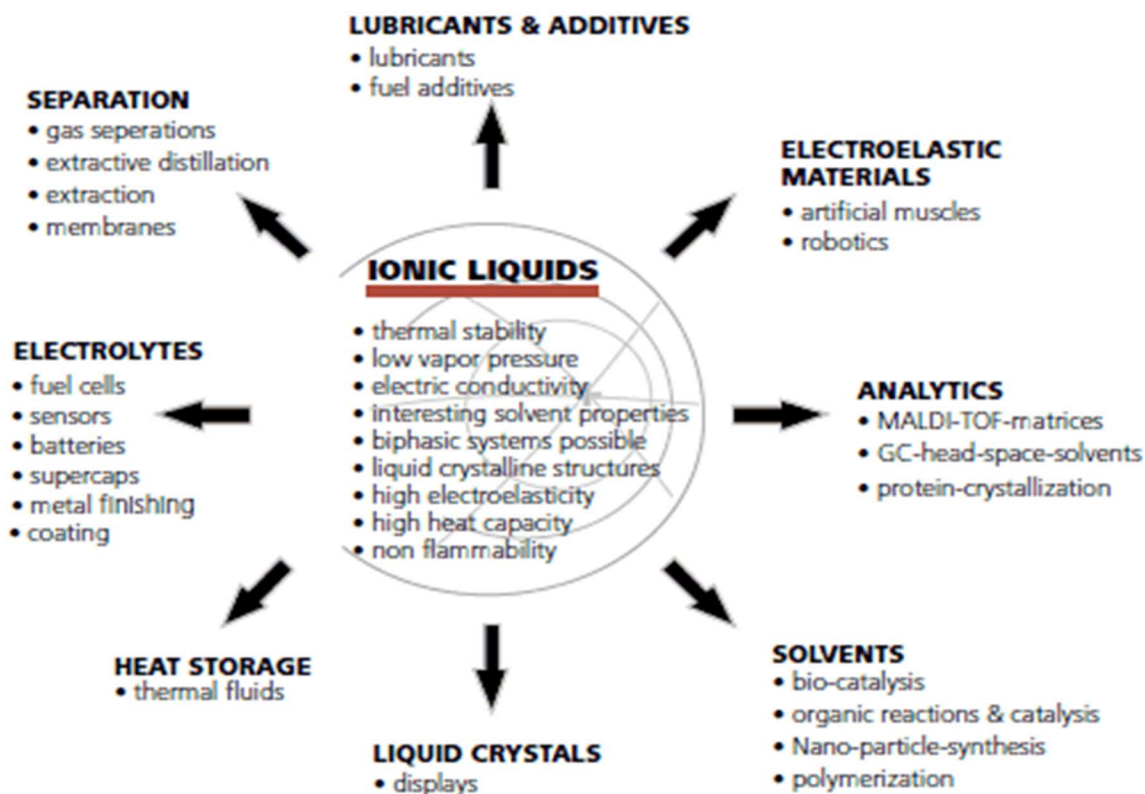 LUBRICANTS & ADDITIVES
• lubricants
• fuel additives
SEPARATION
• gas seperations
• extractive distillation
• extraction
• membranes
ELECTROELASTIC
MATERIALS
• artificial muscles
• robotics
IONIC LIQUIDS
• thermal stability
• low vapor pressure
• electric conductivity
• interesting solvent properties
• biphasic systems possible
• liquid crystalline structures
• high electroelasticity
• high heat capacity
• non flammability
ELECTROLYTES
• fuel cells
• sensors
• batteries
• supercaps
• metal finishing
• coating
ANALYTICS
• MALDI-TOF-matrices
• GC-head-space-solvents
• protein-crystallization
HEAT STORAGE
• thermal fluids
LIQUID CRYSTALS
• displays
SOLVENTS
• bio-catalysis
• organic reactions & catalysis
• Nano-particle-synthesis
• polymerization